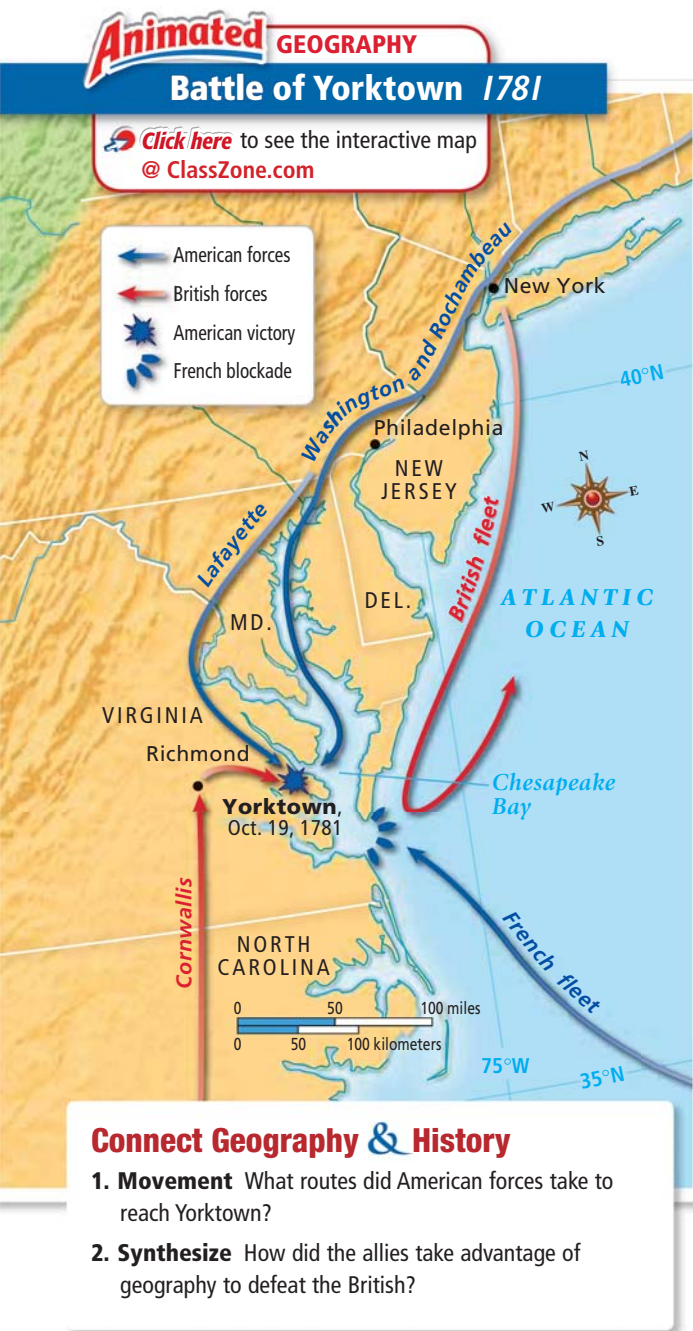 Animated GEOGRAPHY
Battle of Yorktown 1781
Click here to see the interactive map
@ ClassZone.com
American forces
British forces
American victory
French blockade
Washington and Rochambeau
New York
40°N
Philadelphia
NEW
JERSEY
N
W
E
S
Lafayette
British fleet
ATLANTIC
OCEAN
DEL.
MD.
VIRGINIA
Richmond
Yorktown,
Oct. 19, 1781
Chesapeake
Bay
Cornwallis
French fleet
NORTH
CAROLINA
0 50 100 miles
0 50 100 kilometers
75°W
35°N
Connect Geography & History
1. Movement What routes did American forces take to
reach Yorktown?
2. Synthesize How did the allies take advantage of
geography to defeat the British?